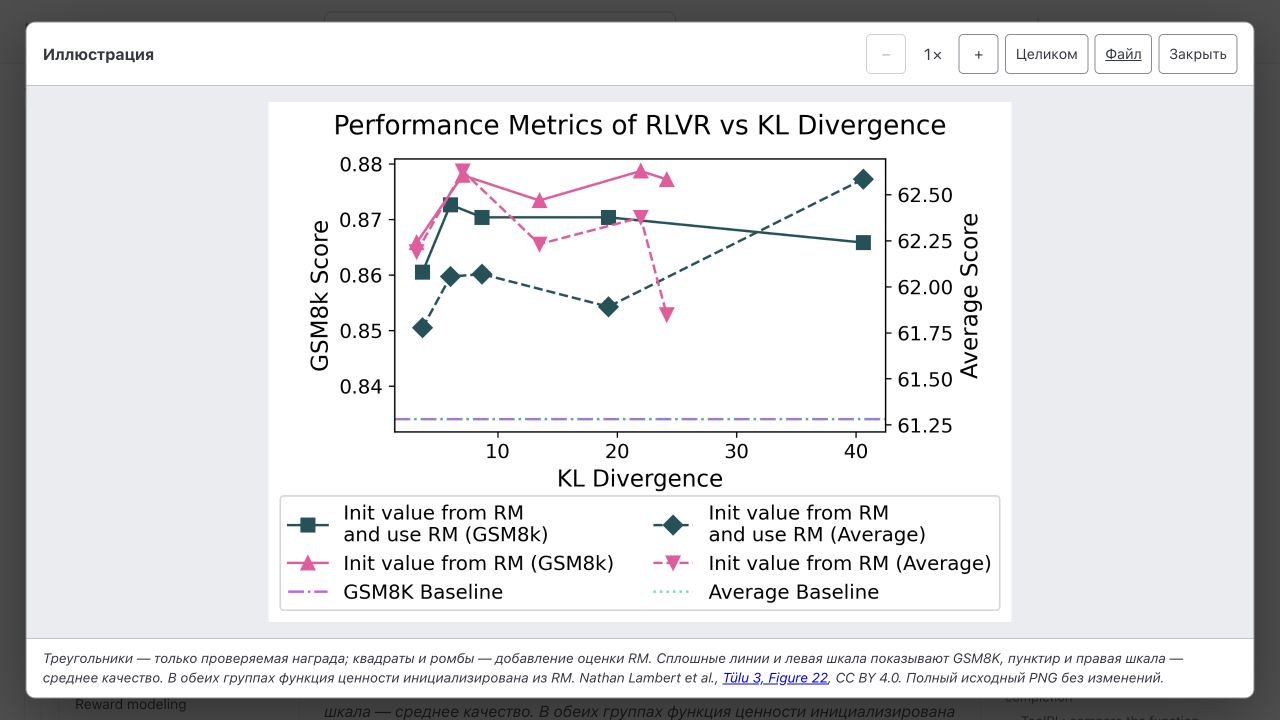 Иллюстрация
−
1×
+
Целиком
Файл
Закрыть
Performance Metrics of RLVR vs KL Divergence
0.88
0.87
0.86
0.85
0.84
GSM8k Score
62.50
62.25
62.00
61.75
61.50
61.25
Average Score
10 20 30 40
KL Divergence
Init value from RM
and use RM (GSM8k)
Init value from RM (GSM8k)
GSM8K Baseline
Init value from RM
and use RM (Average)
Init value from RM (Average)
Average Baseline
Треугольники — только проверяемая награда; квадраты и ромбы — добавление оценки RM. Сплошные линии и левая шкала показывают GSM8K, пунктир и правая шкала —
среднее качество. В обеих группах функция ценности инициализирована из RM. Nathan Lambert et al., Tülu 3, Figure 22, CC BY 4.0. Полный исходный PNG без изменений.
Reward modeling
шкала — среднее качество. В обеих группах функция ценности инициализирована
completion